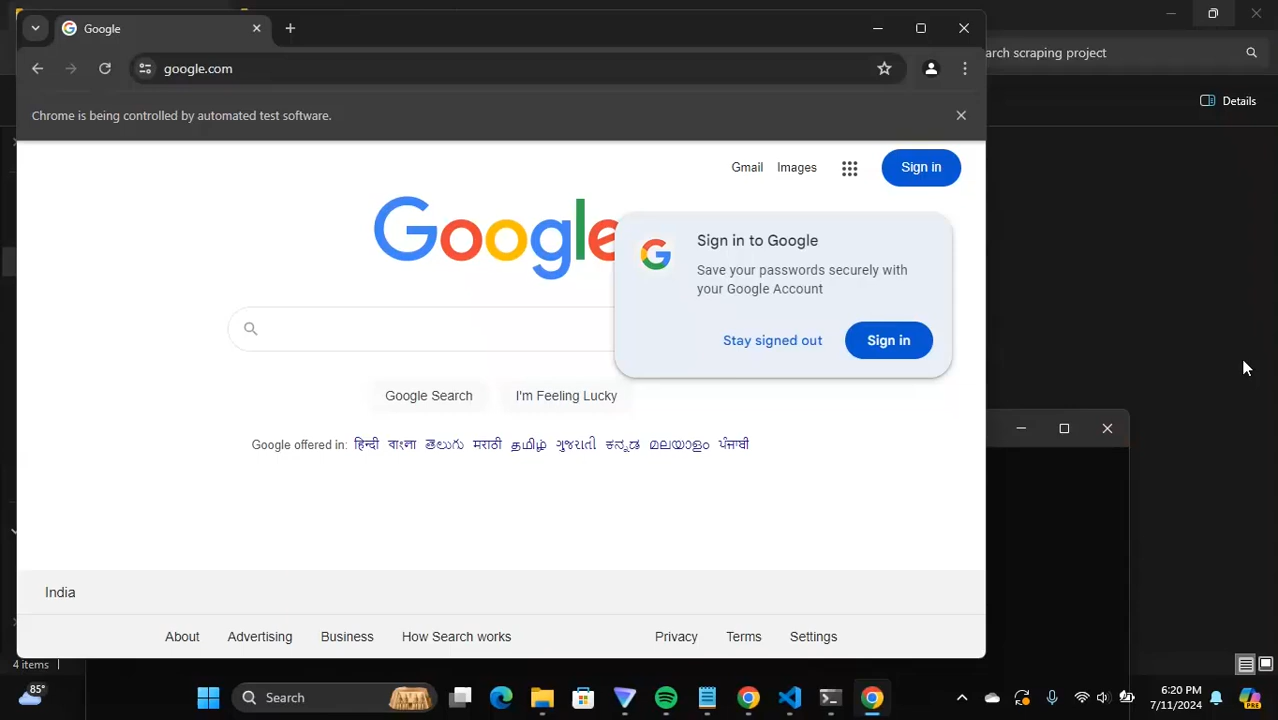 Google
google.com
arch scraping project
Details
Chrome is being controlled by automated test software.
Gmail Images
Sign in
Google
Sign in to Google
Save your passwords securely with
your Google Account
Stay signed out
Sign in
Google Search
I'm Feeling Lucky
Google offered in: हिन्दी বাংলা తెలుగు मराठी தமிழ் ગુજરાતી ಕನ್ನಡ മലയാളം ਪੰਜਾਬੀ
India
About Advertising Business How Search works Privacy Terms Settings
4 items
85°
Search
PRE
6:20 PM
7/11/2024